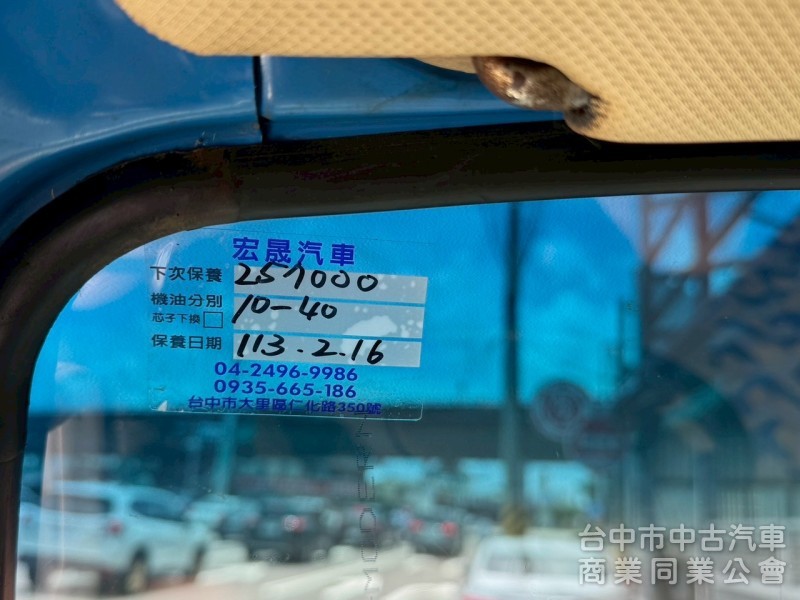 宏晟汽車
下次保養 257000
機油分別 10-40
芯子下換
保養日期 113.2.16
04-2496-9986
0935-665-186
台中市大里區仁化路350號
台中市中古汽車
商業同業公會